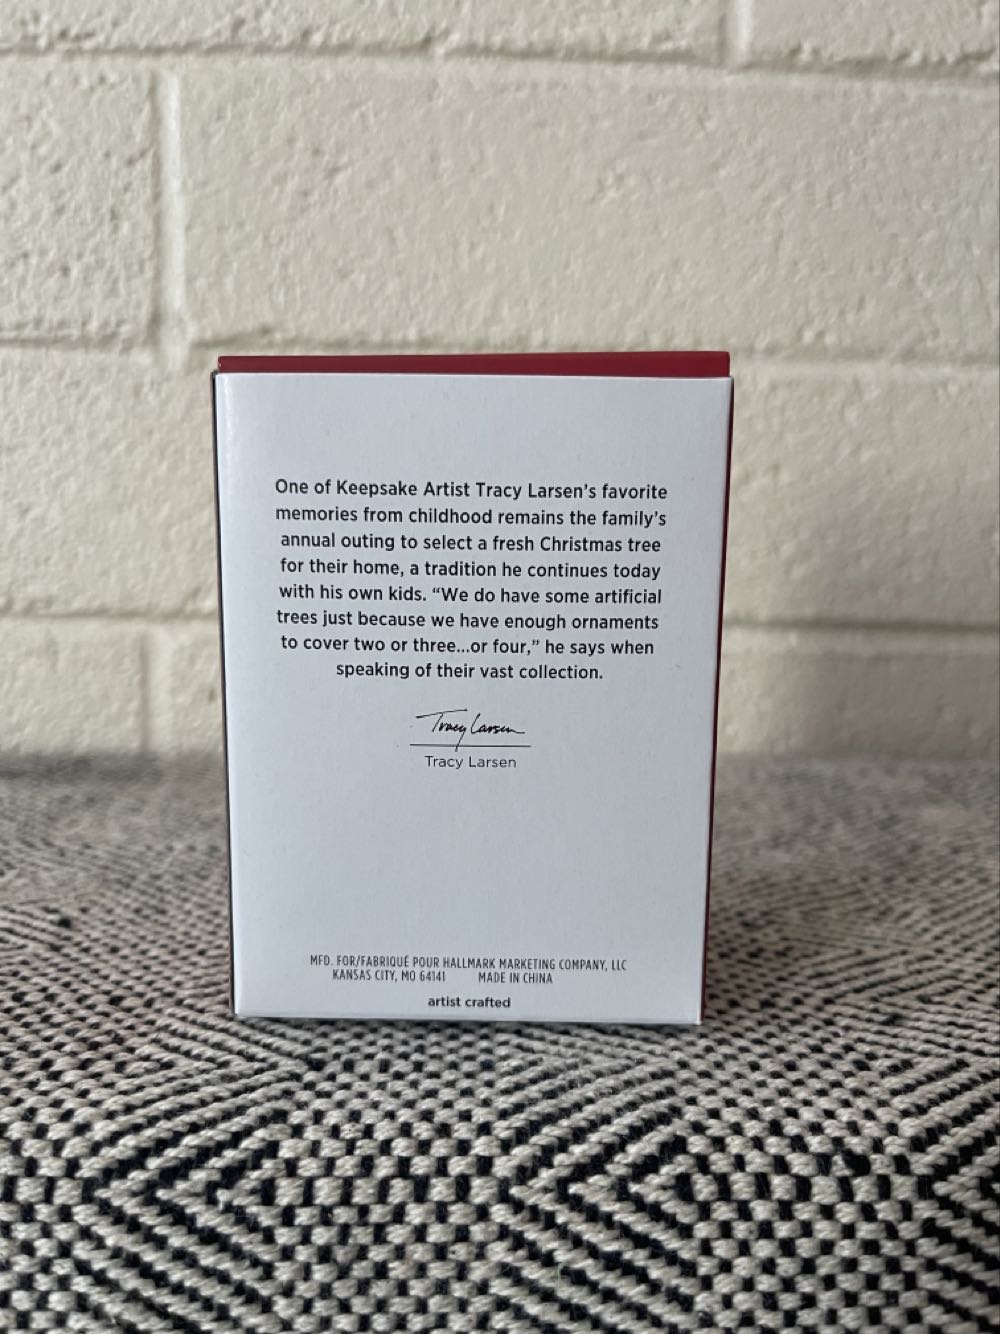 One of Keepsake Artist Tracy Larsen's favorite
memories from childhood remains the family's
annual outing to select a fresh Christmas tree
for their home, a tradition he continues today
with his own kids. “We do have some artificial
trees just because we have enough ornaments
to cover two or three...or four,” he says when
speaking of their vast collection.
Tracy Larsen
Tracy Larsen
MFD. FOR/FABRIQUÉ POUR HALLMARK MARKETING COMPANY, LLC
KANSAS CITY, MO 64141 MADE IN CHINA
artist crafted